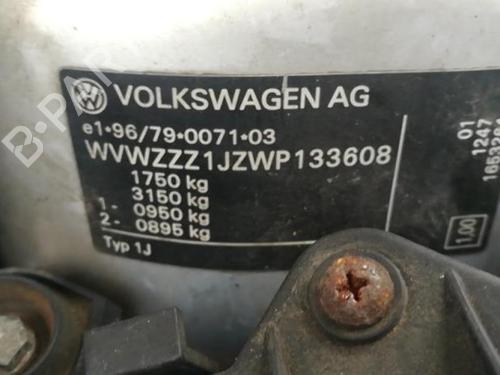 VOLKSWAGEN AG
e1*96/79*0071*03
WVWZZZ1JZWP133608
1750 kg
3150 kg
1- 0950 kg
2- 0895 kg
Typ 1J
01
1247
1,00
B-PA